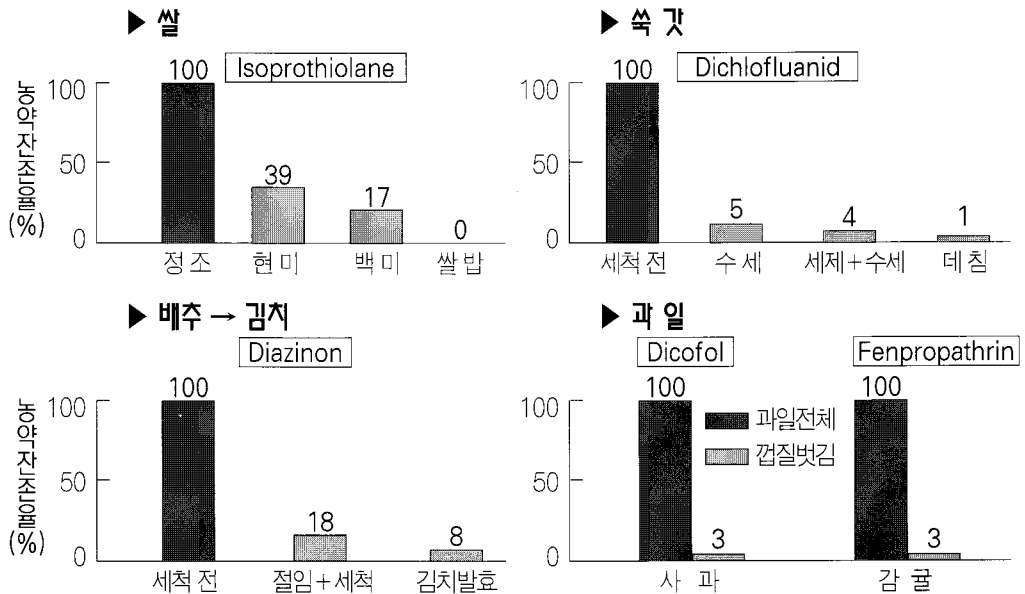 ▶ 쌀
Isoprothiolane
농약잔존율(%)
100
50
0
100
39
17
0
정조 현미 백미 쌀밥
▶ 쑥갓
Dichlofluanid
100
50
0
100
5
4
1
세척전 수세 세제+수세 데침
▶ 배추 → 김치
Diazinon
농약잔존율(%)
100
50
0
100
18
8
세척전 절임+세척 김치발효
▶ 과일
Dicofol Fenpropathrin
100
50
0
100
3
100
3
과일전체
껍질벗김
사과 감귤